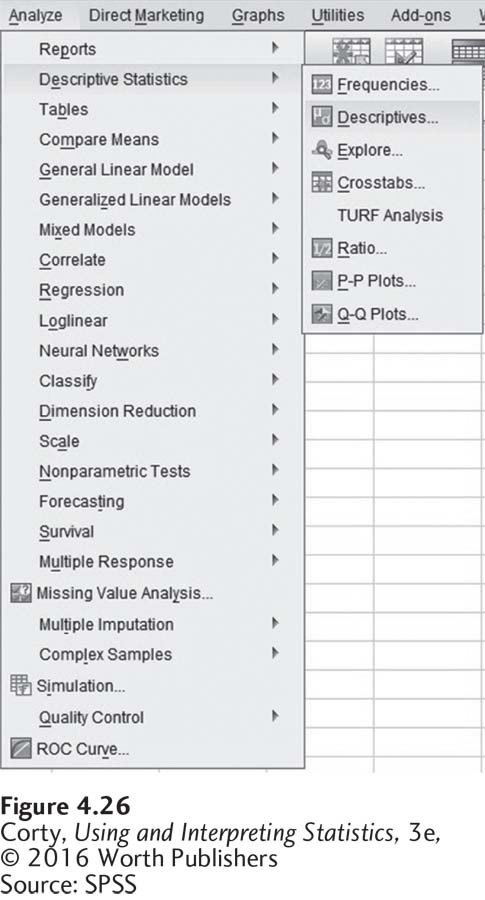 Analyze Direct Marketing Graphs Utilities Add-ons
Reports
Descriptive Statistics
Tables
Compare Means
General Linear Model
Generalized Linear Models
Mixed Models
Correlate
Regression
Loglinear
Neural Networks
Classify
Dimension Reduction
Scale
Nonparametric Tests
Forecasting
Survival
Multiple Response
Missing Value Analysis...
Multiple Imputation
Complex Samples
Simulation...
Quality Control
ROC Curve...
123 Frequencies...
Descriptives...
Explore...
Crosstabs...
TURF Analysis
1/2 Ratio...
P-P Plots...
Q-Q Plots...
Figure 4.26
Corty, Using and Interpreting Statistics, 3e,
© 2016 Worth Publishers
Source: SPSS